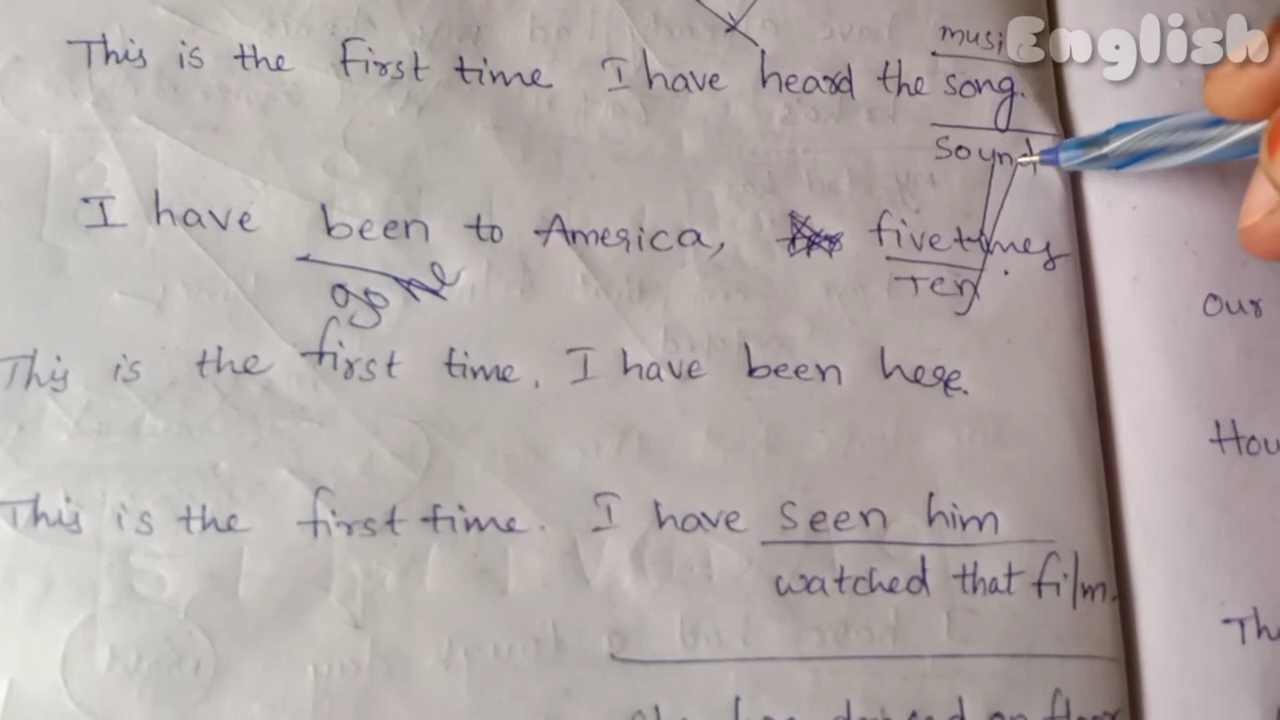 English
musi
This is the first time I have heard the song.
Sound
I have been to America, five times
gone
Ten
This is the first time. I have been here.
This is the first time. I have seen him
watched that film.
Our
Hou
Th